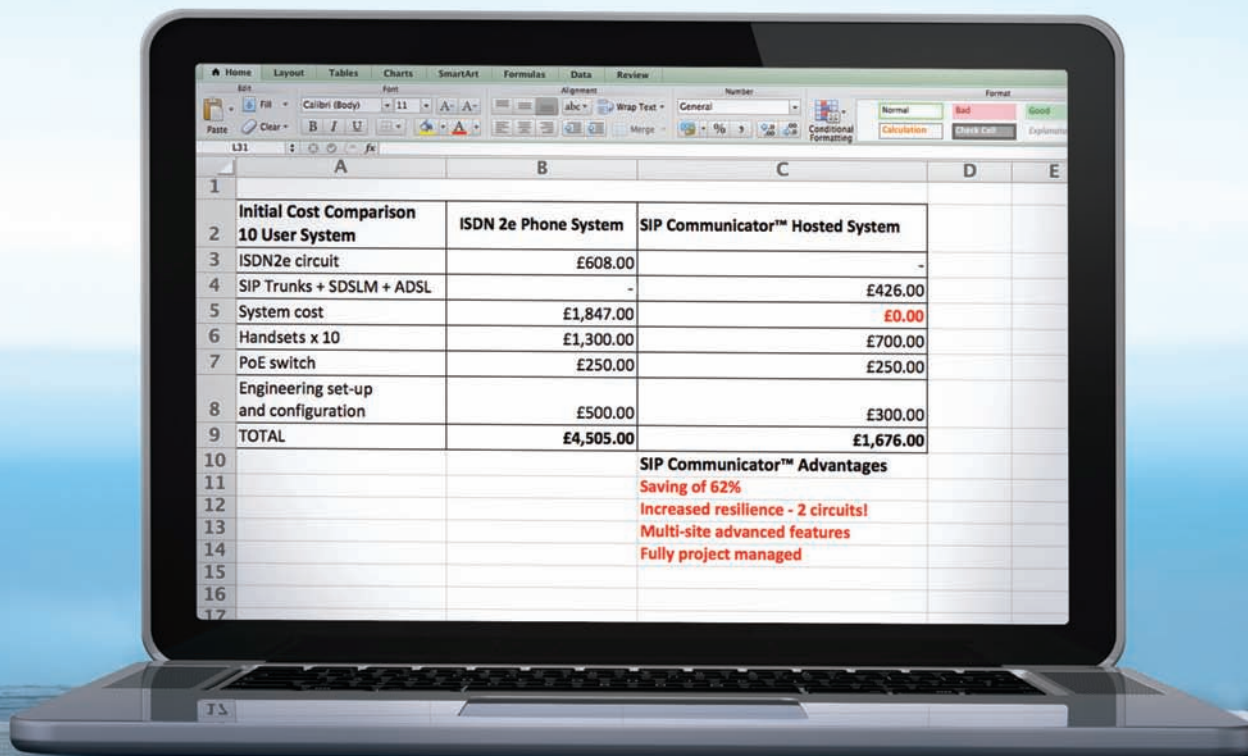 Home Layout Tables Charts SmartArt Formulas Data Review
Edit Font Alignment Number Format
Fill Calibri (Body) 11 A A abc Wrap Text General Normal Bad Good
Paste Clear B I U A Merge % Conditional Formatting Calculation Check Cell
L31 fx
A B C D E
1
2 Initial Cost Comparison
10 User System ISDN 2e Phone System SIP Communicator™ Hosted System
3 ISDN2e circuit £608.00 -
4 SIP Trunks + SDSLM + ADSL - £426.00
5 System cost £1,847.00 £0.00
6 Handsets x 10 £1,300.00 £700.00
7 PoE switch £250.00 £250.00
8 Engineering set-up
and configuration £500.00 £300.00
9 TOTAL £4,505.00 £1,676.00
10 SIP Communicator™ Advantages
11 Saving of 62%
12 Increased resilience - 2 circuits!
13 Multi-site advanced features
14 Fully project managed
15
16
17